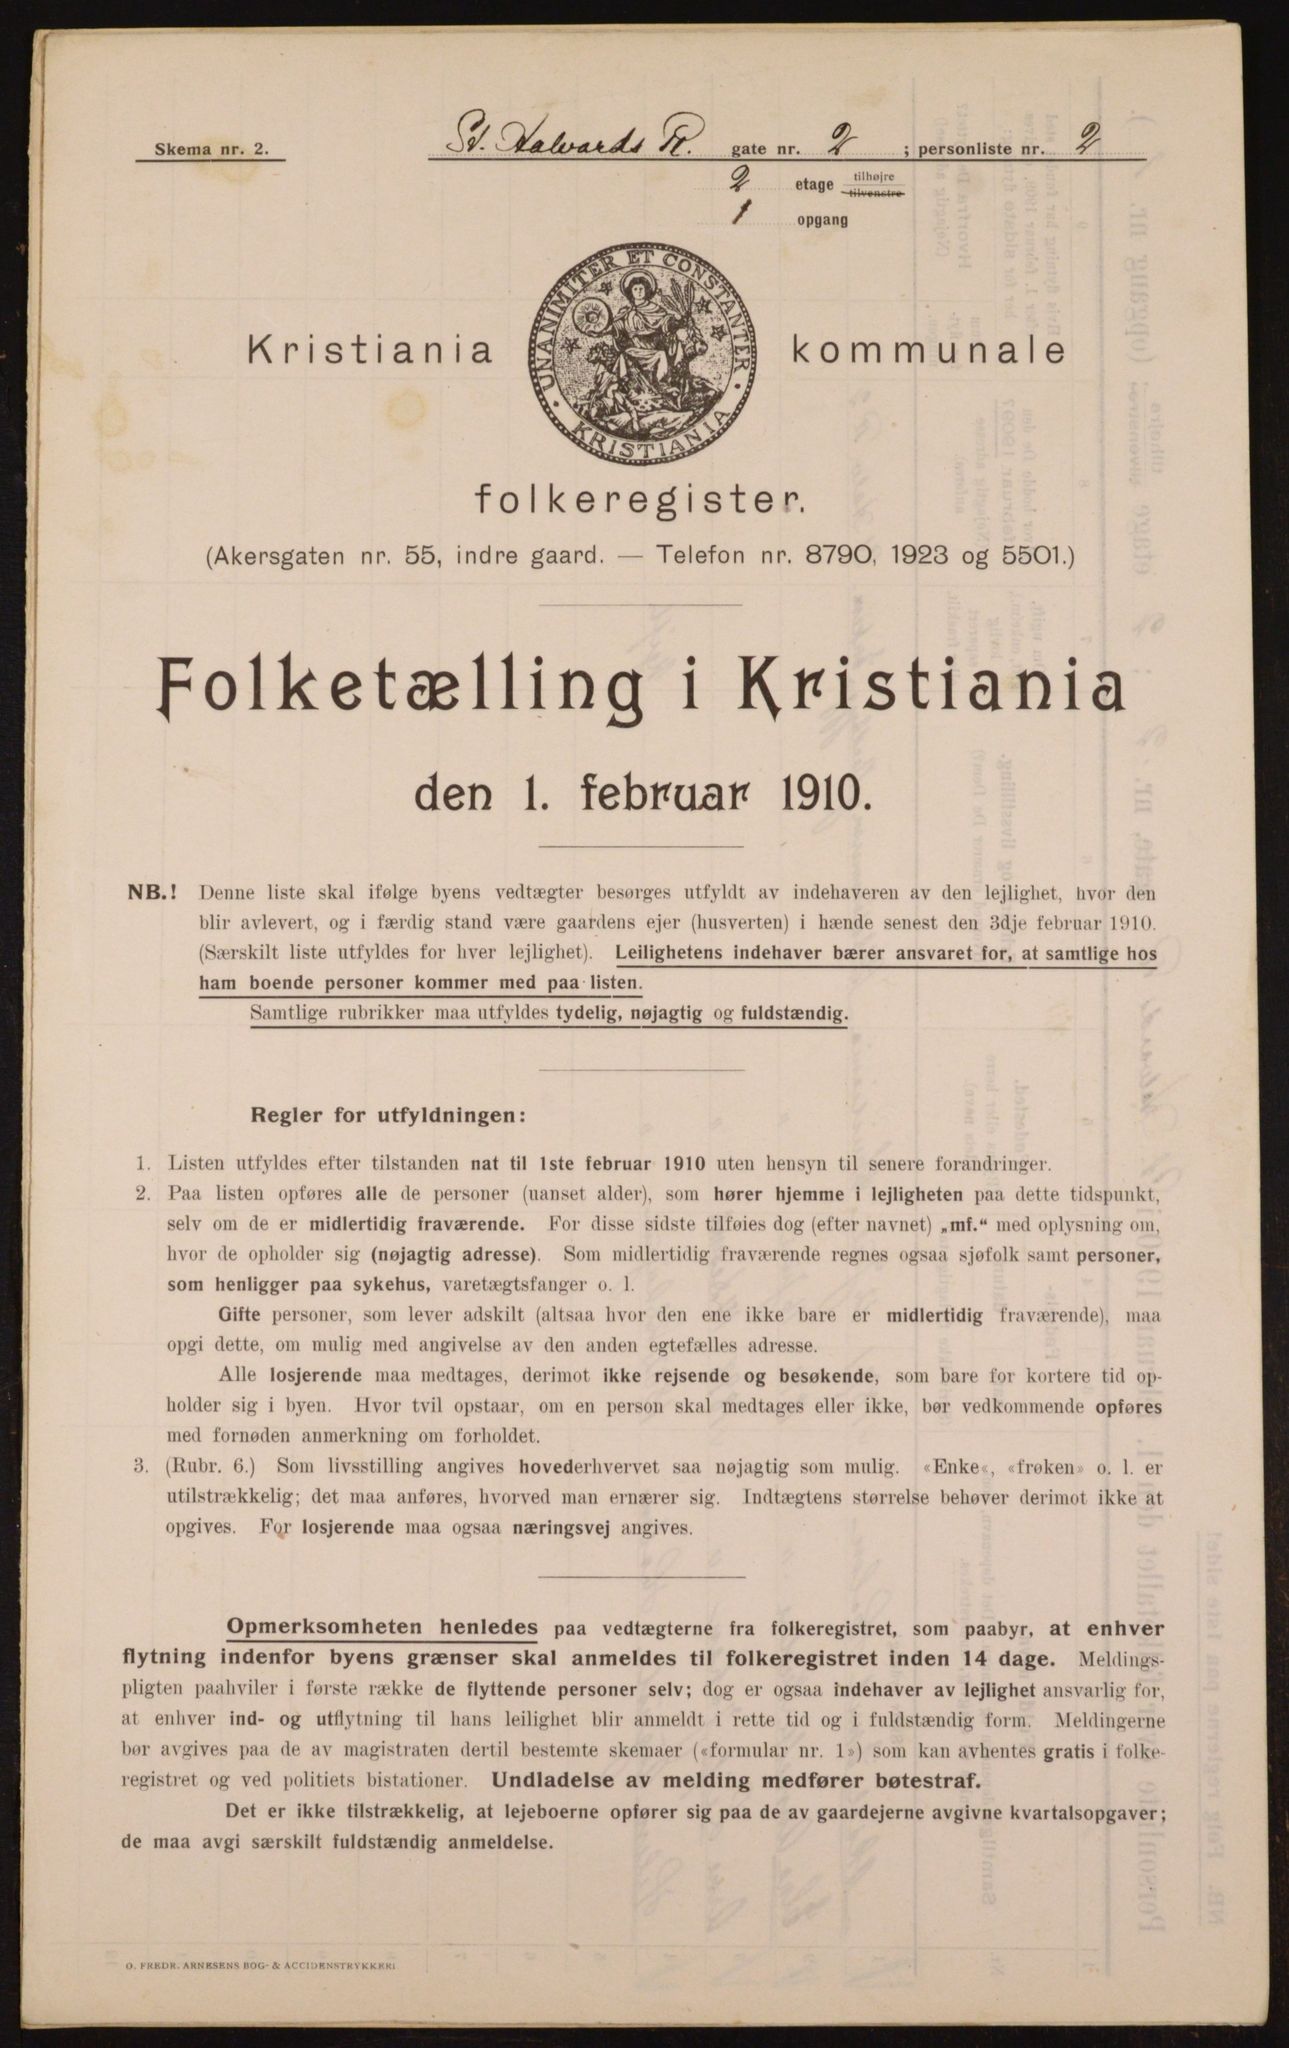 Skema nr. 2.
St. Halvards Pl. gate nr. 2 ; personliste nr. 2
2 etage tilhøjre tilvenstre
1 opgang
UNANIMITER ET CONSTANTER
KRISTIANIA
Kristiania kommunale
folkeregister.
(Akersgaten nr. 55, indre gaard. — Telefon nr. 8790, 1923 og 5501.)
Folketælling i Kristiania
den 1. februar 1910.
NB.! Denne liste skal ifølge byens vedtægter besørges utfyldt av indehaveren av den lejlighet, hvor den
blir avlevert, og i færdig stand være gaardens ejer (husverten) i hænde senest den 3dje februar 1910.
(Særskilt liste utfyldes for hver lejlighet). Leilighetens indehaver bærer ansvaret for, at samtlige hos
ham boende personer kommer med paa listen.
Samtlige rubrikker maa utfyldes tydelig, nøjagtig og fuldstændig.
Regler for utfyldningen:
1. Listen utfyldes efter tilstanden nat til 1ste februar 1910 uten hensyn til senere forandringer.
2. Paa listen opføres alle de personer (uanset alder), som hører hjemme i lejligheten paa dette tidspunkt,
selv om de er midlertidig fraværende. For disse sidste tilføies dog (efter navnet) „mf.“ med oplysning om,
hvor de opholder sig (nøjagtig adresse). Som midlertidig fraværende regnes ogsaa sjøfolk samt personer,
som henligger paa sykehus, varetægtsfanger o. l.
Gifte personer, som lever adskilt (altsaa hvor den ene ikke bare er midlertidig fraværende), maa
opgi dette, om mulig med angivelse av den anden egtefælles adresse.
Alle losjerende maa medtages, derimot ikke rejsende og besøkende, som bare for kortere tid op-
holder sig i byen. Hvor tvil opstaar, om en person skal medtages eller ikke, bør vedkommende opføres
med fornøden anmerkning om forholdet.
3. (Rubr. 6.) Som livsstilling angives hovederhvervet saa nøjagtig som mulig. «Enke«, «frøken» o. l. er
utilstrækkelig; det maa anføres, hvorved man ernærer sig. Indtægtens størrelse behøver derimot ikke at
opgives. For losjerende maa ogsaa næringsvej angives.
Opmerksomheten henledes paa vedtægterne fra folkeregistret, som paabyr, at enhver
flytning indenfor byens grænser skal anmeldes til folkeregistret inden 14 dage. Meldings-
pligten paahviler i første række de flyttende personer selv; dog er ogsaa indehaver av lejlighet ansvarlig for,
at enhver ind- og utflytning til hans leilighet blir anmeldt i rette tid og i fuldstændig form. Meldingerne
bør avgives paa de av magistraten dertil bestemte skemaer («formular nr. 1») som kan avhentes gratis i folke-
registret og ved politiets bistationer. Undladelse av melding medfører bøtestraf.
Det er ikke tilstrækkelig, at lejeboerne opfører sig paa de av gaardejerne avgivne kvartalsopgaver;
de maa avgi særskilt fuldstændig anmeldelse.
O. FREDR. ARNESENS BOG- & ACCIDENSTRYKKERI